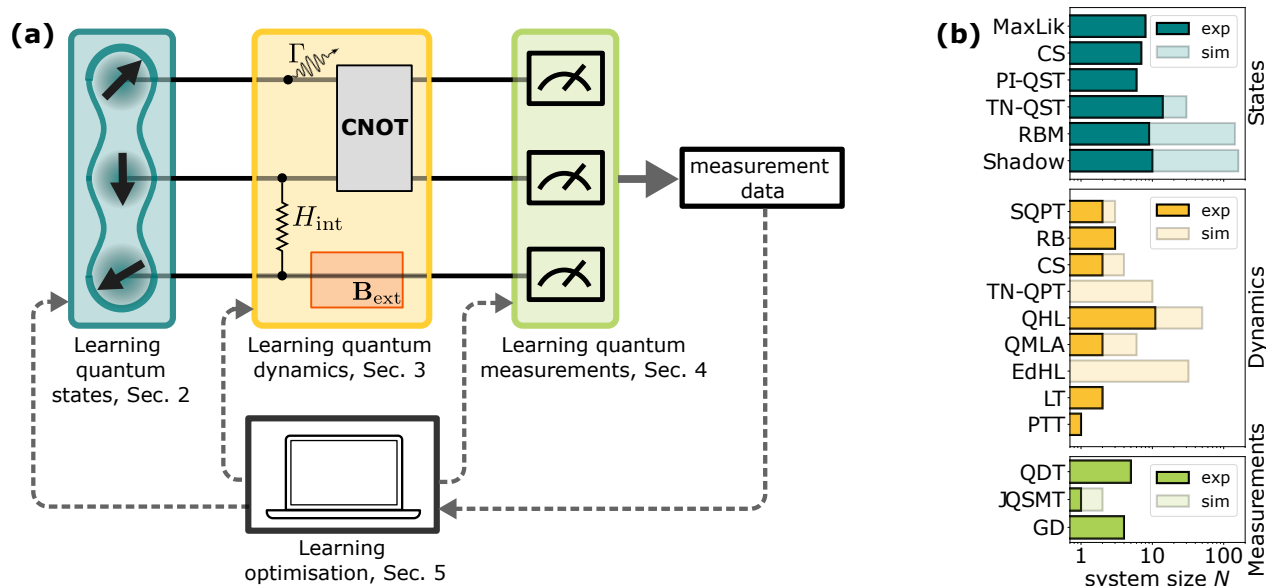 (a)
Γ
CNOT
H_int
B_ext
measurement
data
Learning
quantum
states, Sec. 2
Learning quantum
dynamics, Sec. 3
Learning quantum
measurements, Sec. 4
Learning
optimisation, Sec. 5
(b)
MaxLik
CS
PI-QST
TN-QST
RBM
Shadow
exp
sim
States
SQPT
RB
CS
TN-QPT
QHL
QMLA
EdHL
LT
PTT
exp
sim
Dynamics
QDT
JQSMT
GD
exp
sim
Measurements
1 10 100
system size N